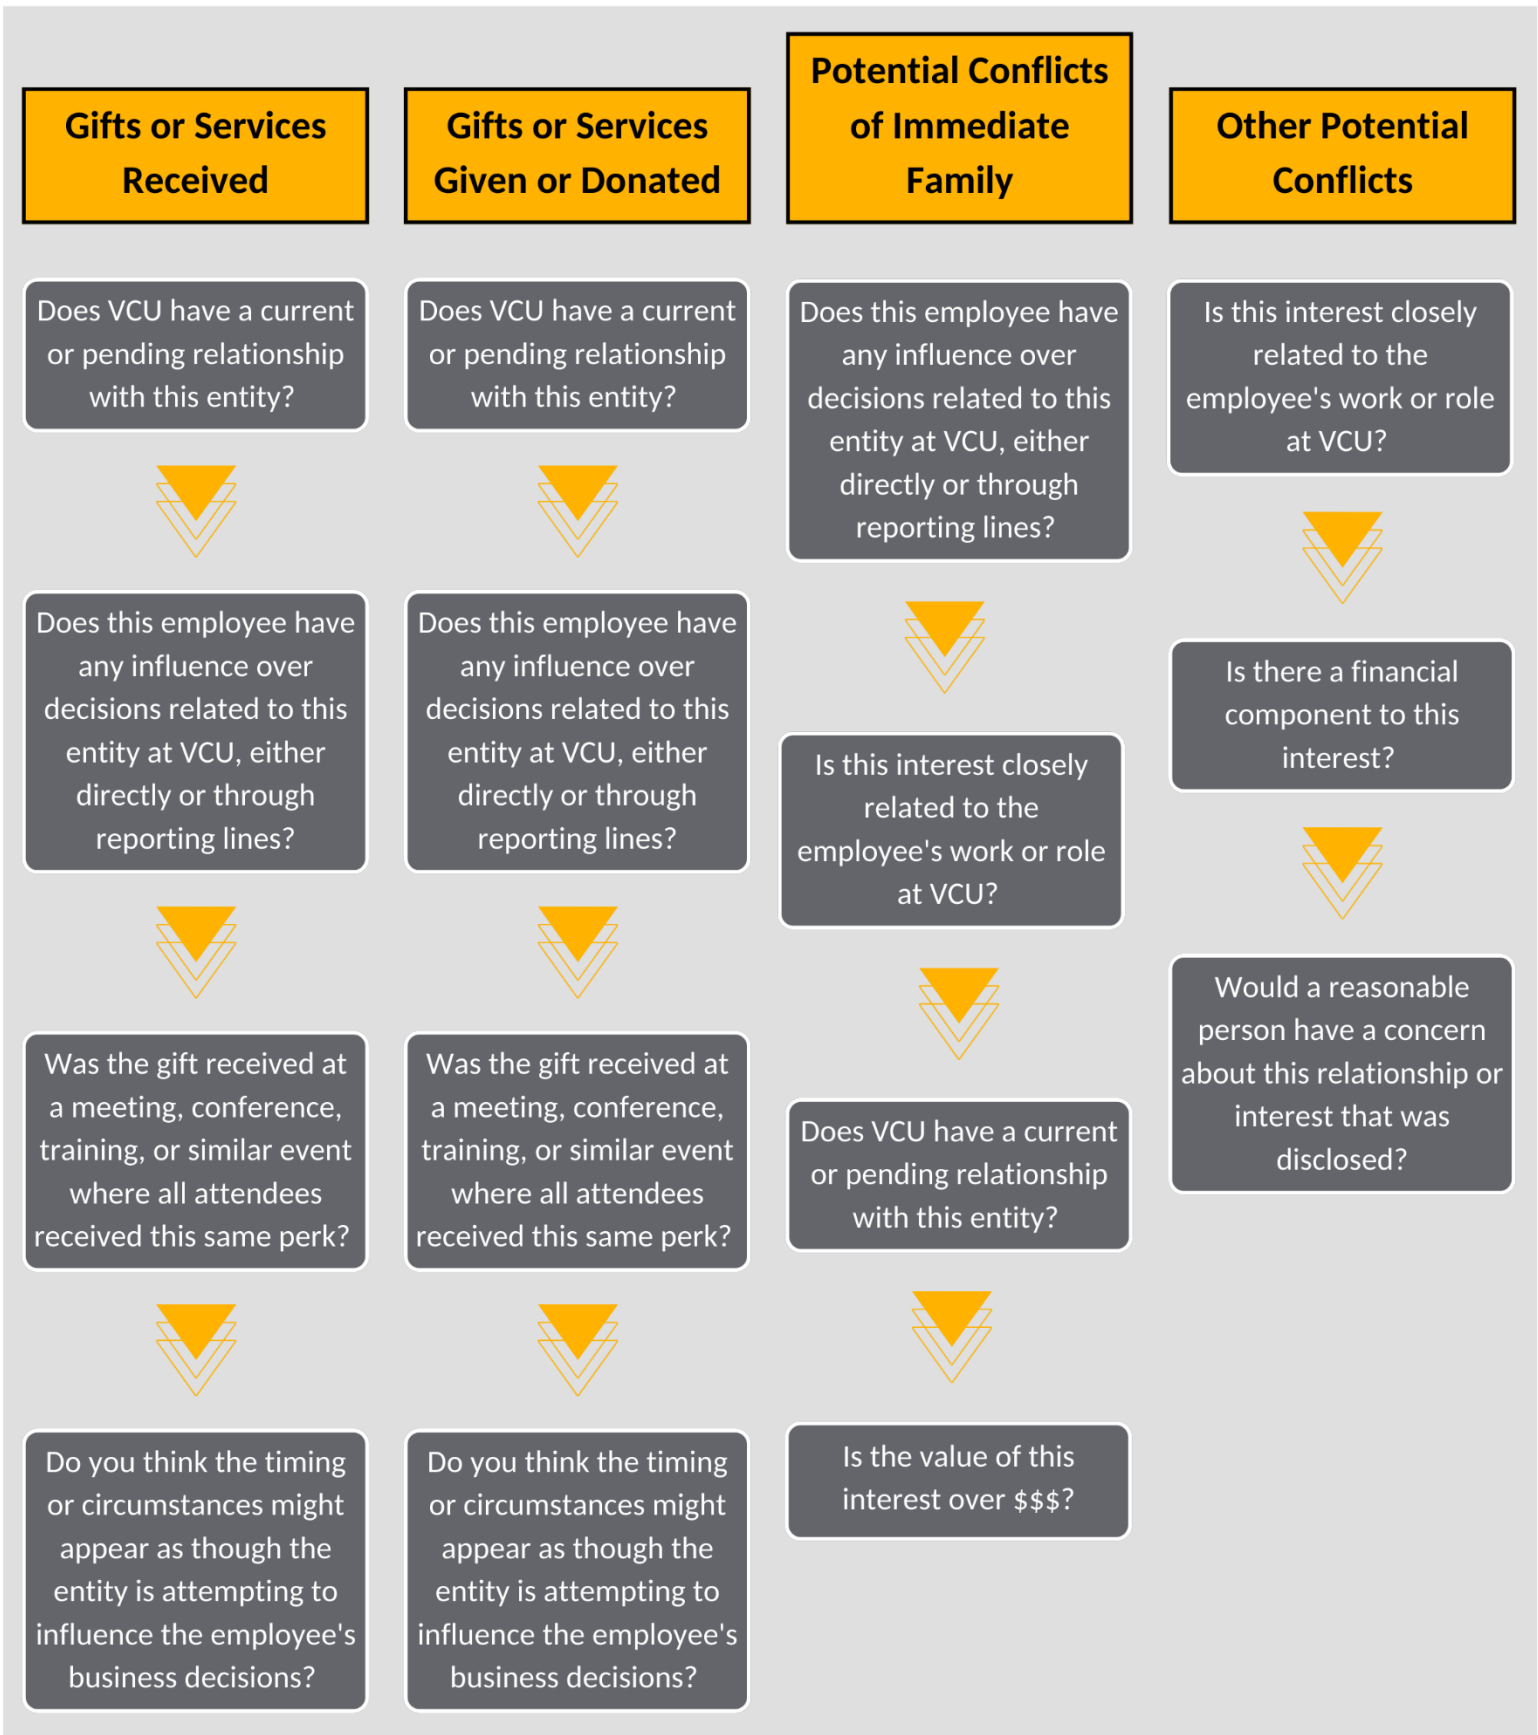 Gifts or Services
Received
Does VCU have a current
or pending relationship
with this entity?
Does this employee have
any influence over
decisions related to this
entity at VCU, either
directly or through
reporting lines?
Was the gift received at
a meeting, conference,
training, or similar event
where all attendees
received this same perk?
Do you think the timing
or circumstances might
appear as though the
entity is attempting to
influence the employee's
business decisions?
Gifts or Services
Given or Donated
Does VCU have a current
or pending relationship
with this entity?
Does this employee have
any influence over
decisions related to this
entity at VCU, either
directly or through
reporting lines?
Was the gift received at
a meeting, conference,
training, or similar event
where all attendees
received this same perk?
Do you think the timing
or circumstances might
appear as though the
entity is attempting to
influence the employee's
business decisions?
Potential Conflicts
of Immediate
Family
Does this employee have
any influence over
decisions related to this
entity at VCU, either
directly or through
reporting lines?
Is this interest closely
related to the
employee's work or role
at VCU?
Does VCU have a current
or pending relationship
with this entity?
Is the value of this
interest over $$$?
Other Potential
Conflicts
Is this interest closely
related to the
employee's work or role
at VCU?
Is there a financial
component to this
interest?
Would a reasonable
person have a concern
about this relationship or
interest that was
disclosed?